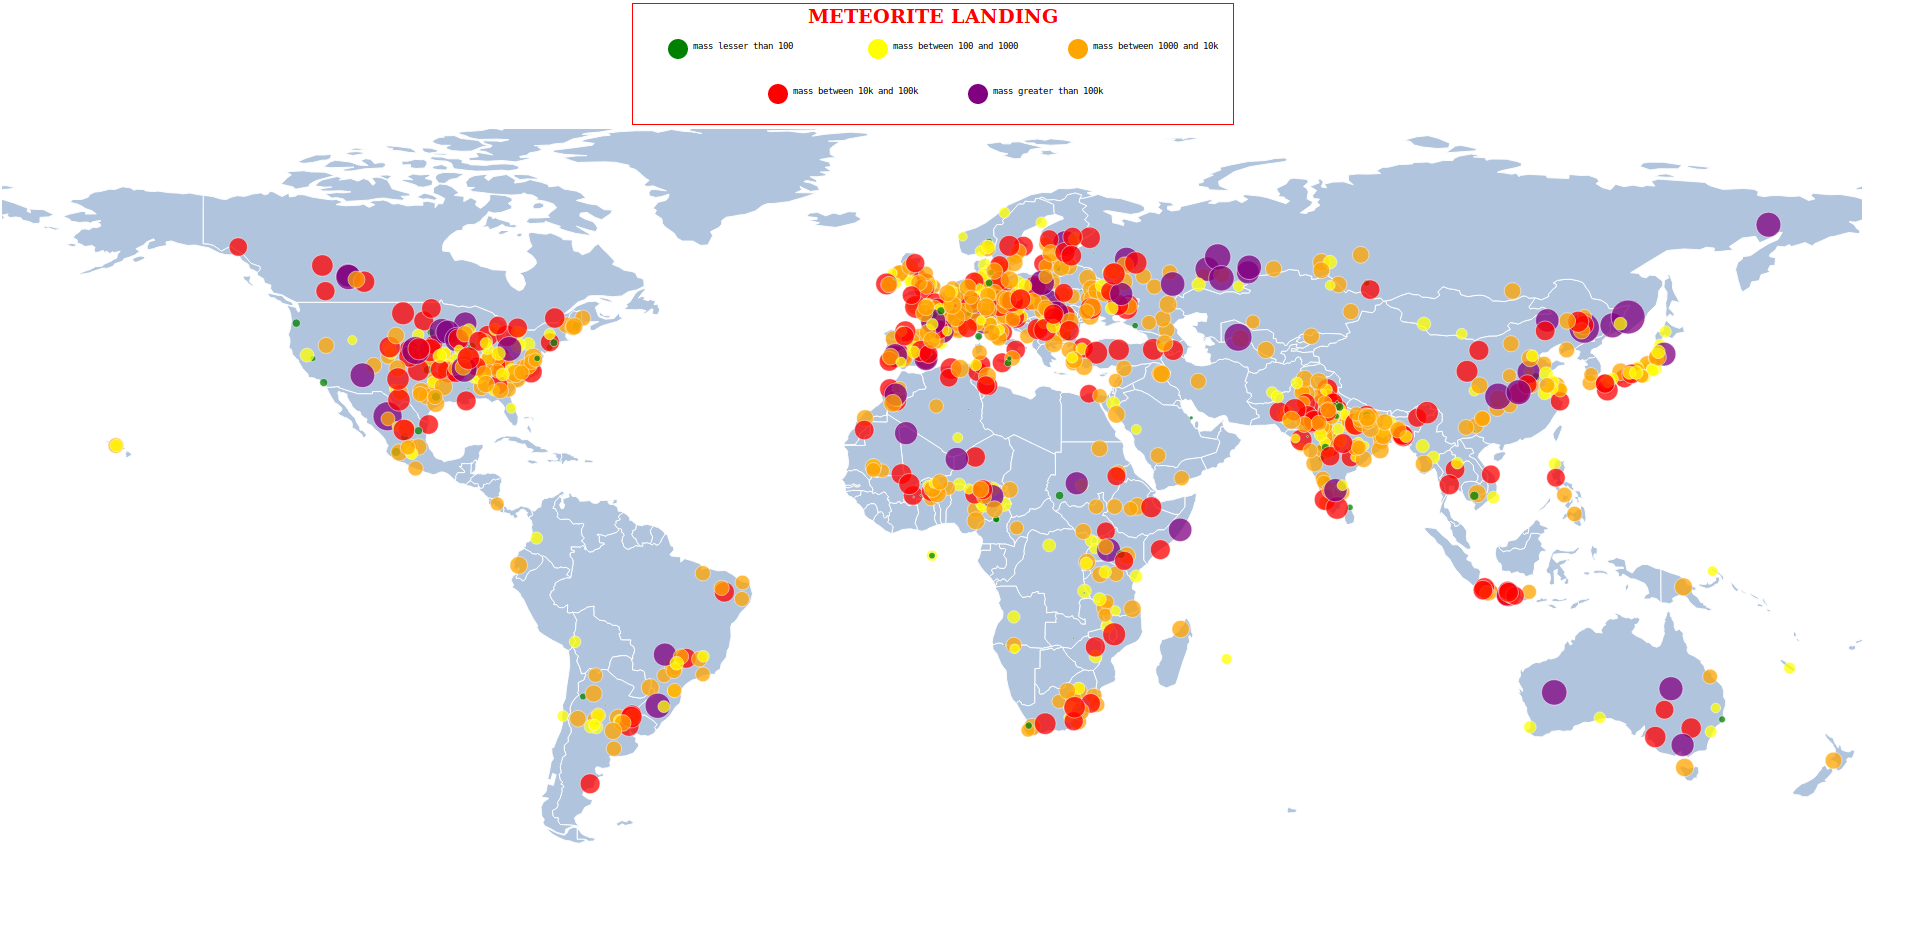 METEORITE LANDING
mass lesser than 100
mass between 100 and 1000
mass between 1000 and 10k
mass between 10k and 100k
mass greater than 100k